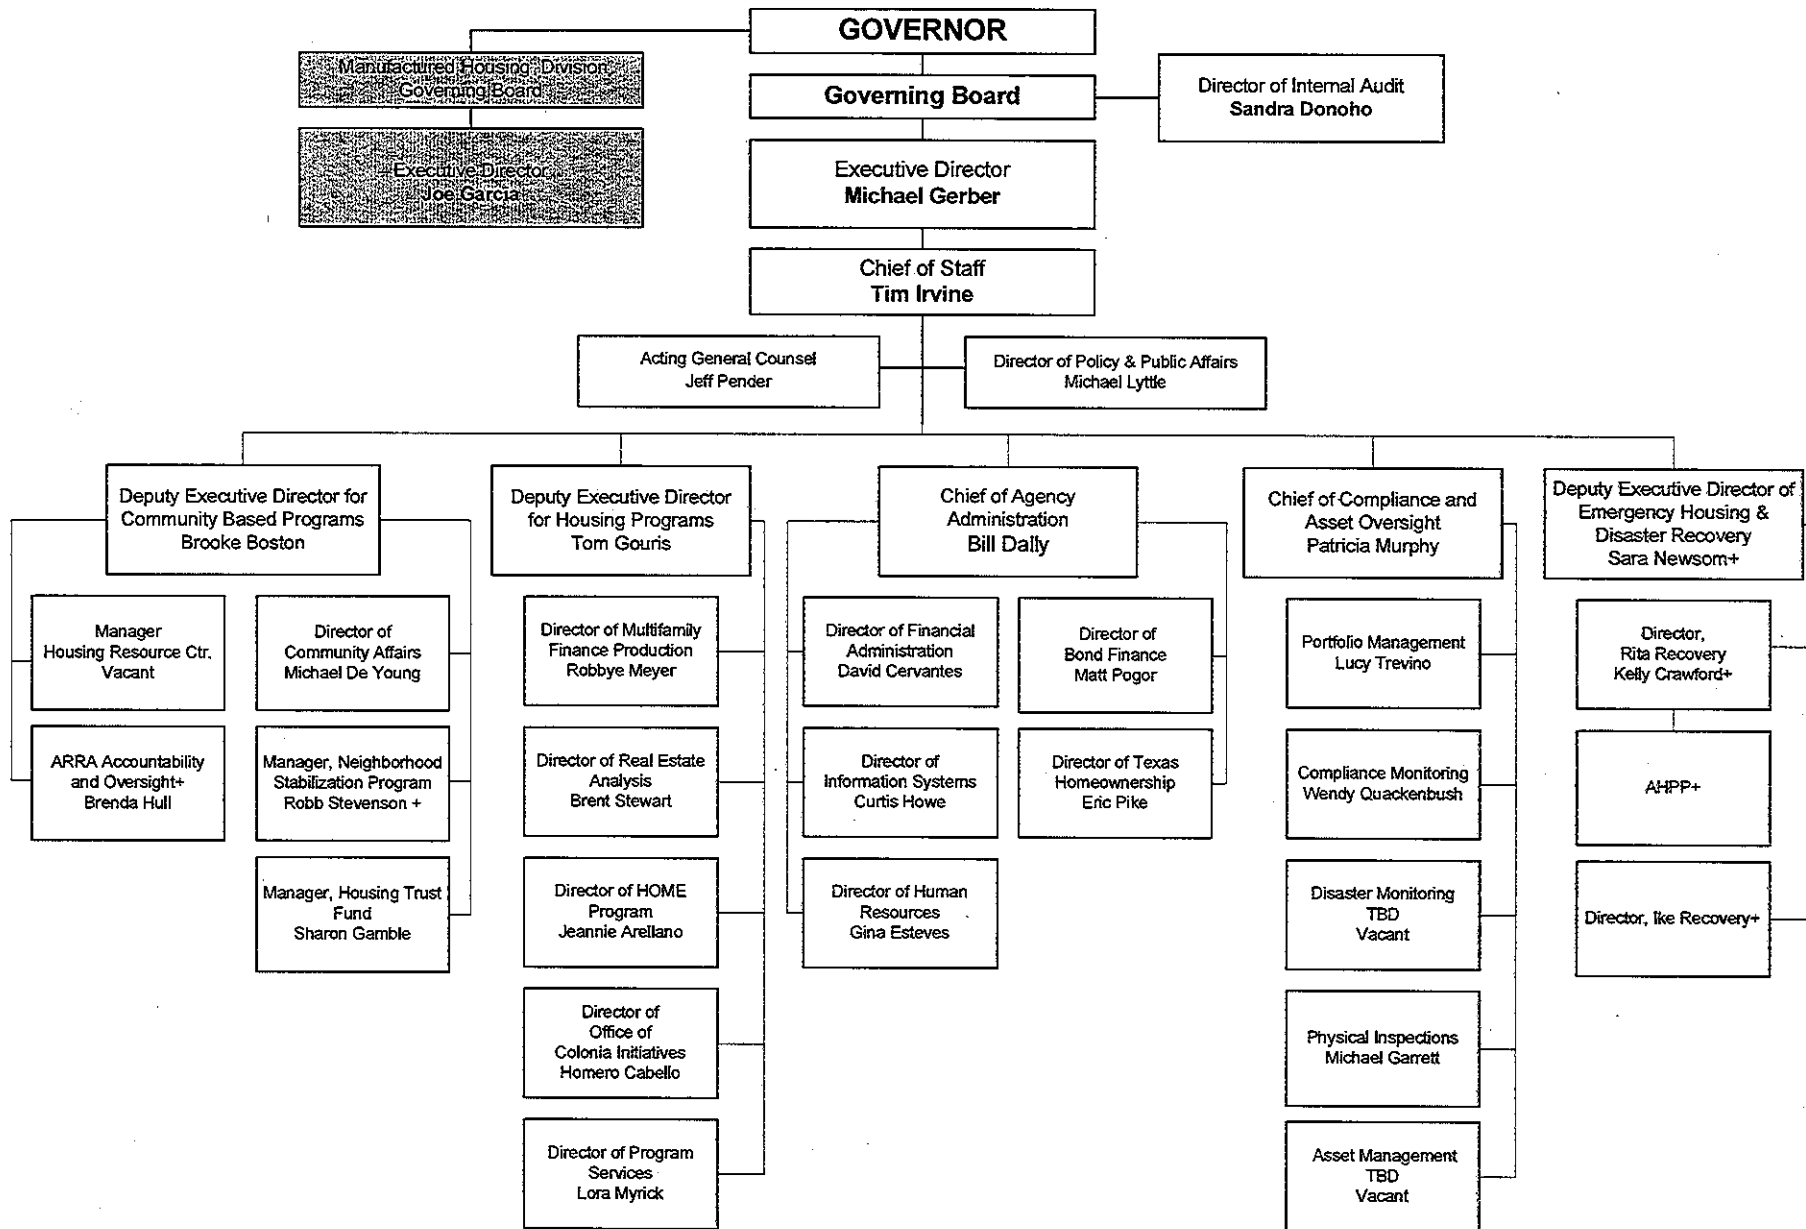 GOVERNOR
Manufactured Housing Division
Governing Board
Governing Board
Director of Internal Audit
Sandra Donoho
Executive Director
Joe Garcia
Executive Director
Michael Gerber
Chief of Staff
Tim Irvine
Acting General Counsel
Jeff Pender
Director of Policy & Public Affairs
Michael Lyttle
Deputy Executive Director for
Community Based Programs
Brooke Boston
Deputy Executive Director
for Housing Programs
Tom Gouris
Chief of Agency
Administration
Bill Dally
Chief of Compliance and
Asset Oversight
Patricia Murphy
Deputy Executive Director of
Emergency Housing &
Disaster Recovery
Sara Newsom+
Manager
Housing Resource Ctr.
Vacant
Director of
Community Affairs
Michael De Young
Director of Multifamily
Finance Production
Robbye Meyer
Director of Financial
Administration
David Cervantes
Director of
Bond Finance
Matt Pogor
Portfolio Management
Lucy Trevino
Director,
Rita Recovery
Kelly Crawford+
ARRA Accountability
and Oversight+
Brenda Hull
Manager, Neighborhood
Stabilization Program
Robb Stevenson +
Director of Real Estate
Analysis
Brent Stewart
Director of
Information Systems
Curtis Howe
Director of Texas
Homeownership
Eric Pike
Compliance Monitoring
Wendy Quackenbush
AHPP+
Manager, Housing Trust
Fund
Sharon Gamble
Director of HOME
Program
Jeannie Arellano
Director of Human
Resources
Gina Esteves
Disaster Monitoring
TBD
Vacant
Director, Ike Recovery+
Director of
Office of
Colonia Initiatives
Homero Cabello
Physical Inspections
Michael Garrett
Director of Program
Services
Lora Myrick
Asset Management
TBD
Vacant